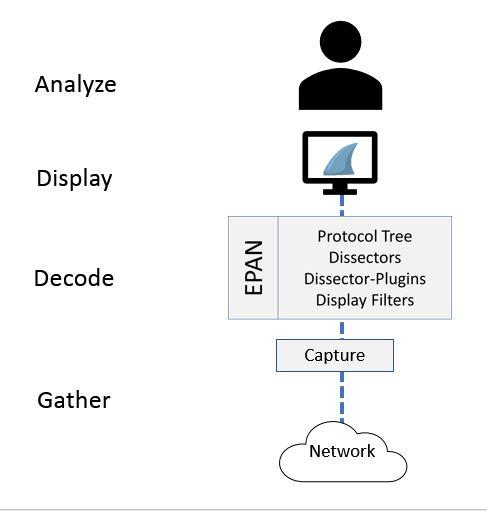 Analyze
Display
Decode
EPAN
Protocol Tree
Dissectors
Dissector-Plugins
Display Filters
Capture
Gather
Network